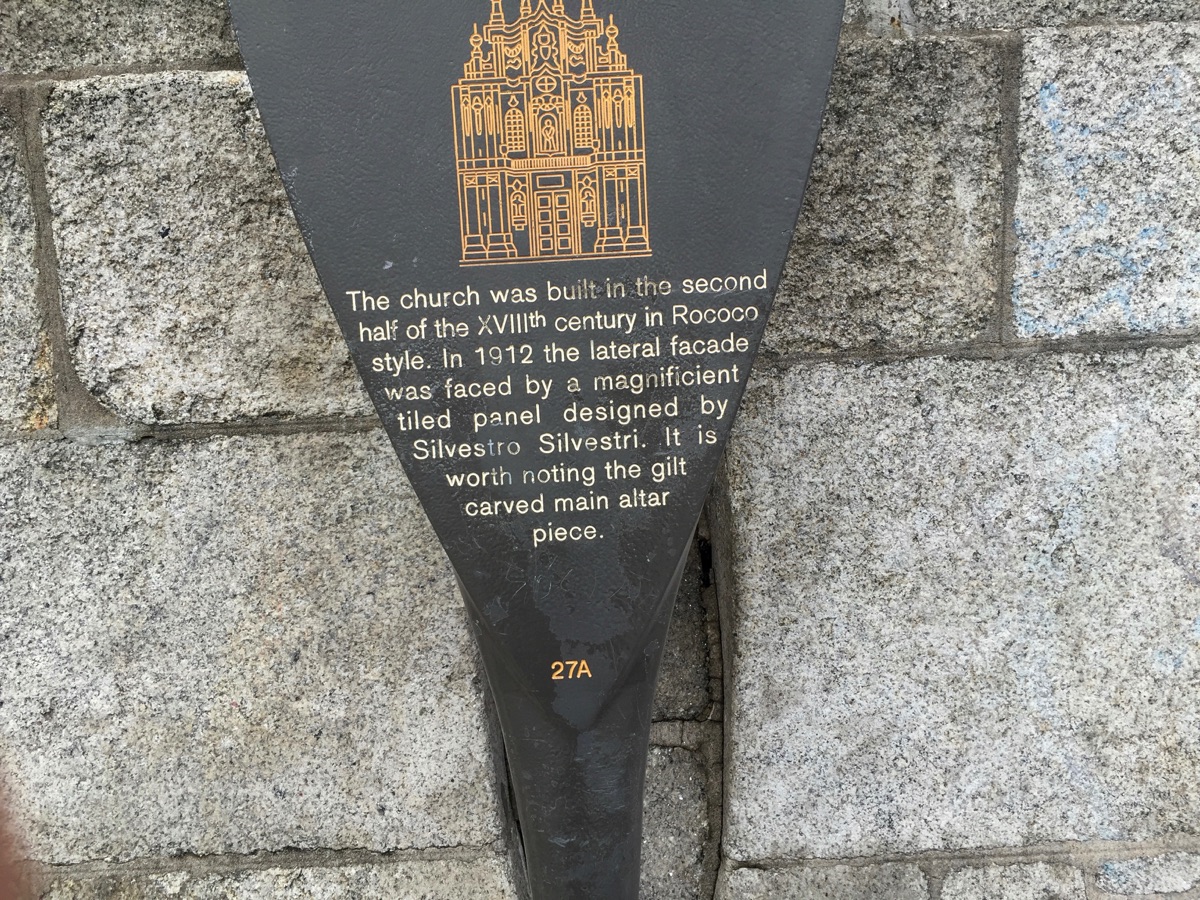 The church was built in the second
half of the XVIIIth century in Rococo
style. In 1912 the lateral facade
was faced by a magnificient
tiled panel designed by
Silvestro Silvestri. It is
worth noting the gilt
carved main altar
piece.
27A